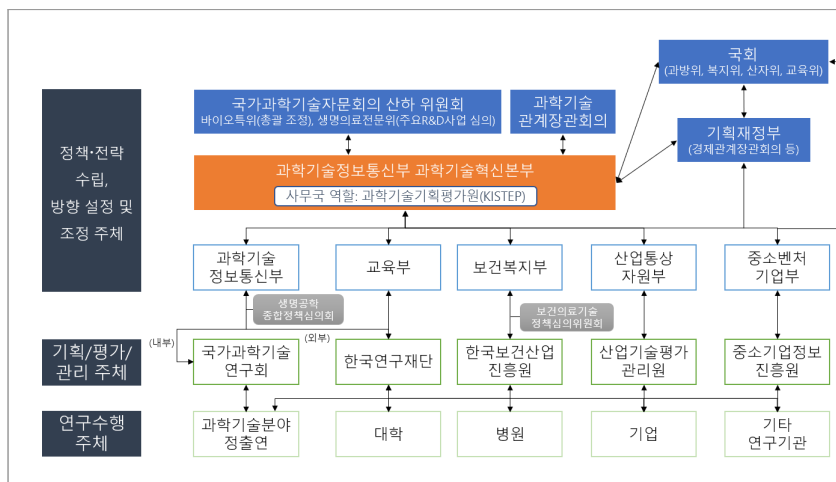 국회
(과방위, 복지위, 산자위, 교육위)
국가과학기술자문회의 산하 위원회
바이오특위(총괄 조정), 생명의료전문위(주요R&D사업 심의)
과학기술
관계장관회의
기획재정부
(경제관계장관회의 등)
정책·전략
수립,
방향 설정 및
조정 주체
과학기술정보통신부 과학기술혁신본부
사무국 역할: 과학기술기획평가원(KISTEP)
과학기술
정보통신부
교육부
보건복지부
산업통상
자원부
중소벤처
기업부
생명공학
종합정책심의회
보건의료기술
정책심의위원회
(내부)
(외부)
기획/평가/
관리 주체
국가과학기술
연구회
한국연구재단
한국보건산업
진흥원
산업기술평가
관리원
중소기업정보
진흥원
연구수행
주체
과학기술분야
정출연
대학
병원
기업
기타
연구기관